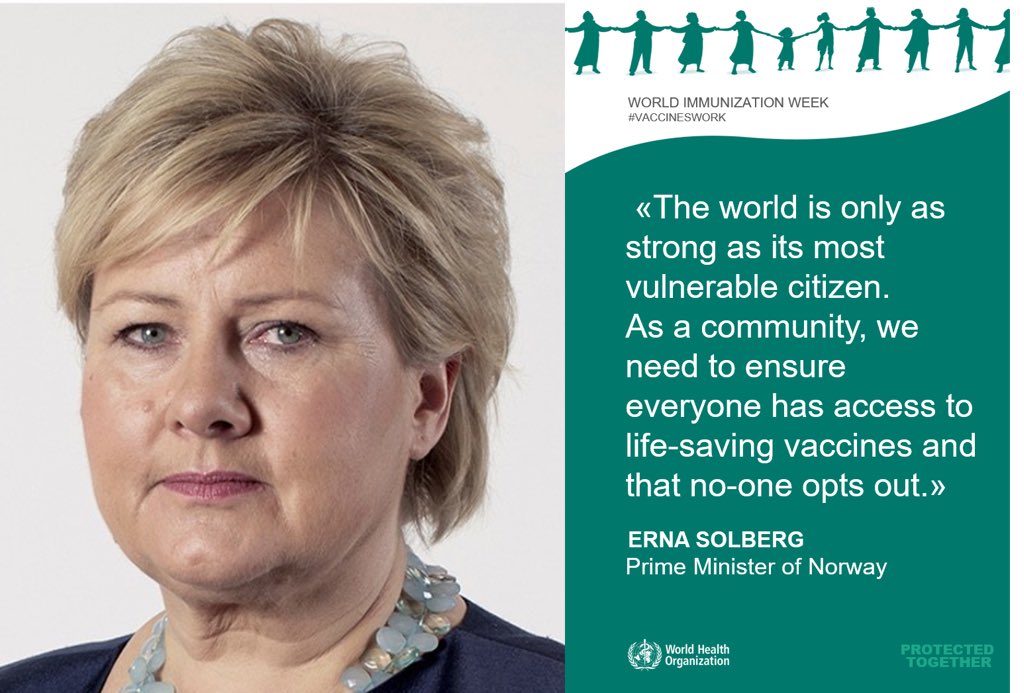 WORLD IMMUNIZATION WEEK
#VACCINESWORK
«The world is only as
strong as its most
vulnerable citizen.
As a community, we
need to ensure
everyone has access to
life-saving vaccines and
that no-one opts out.»
ERNA SOLBERG
Prime Minister of Norway
World Health
Organization
PROTECTED
TOGETHER